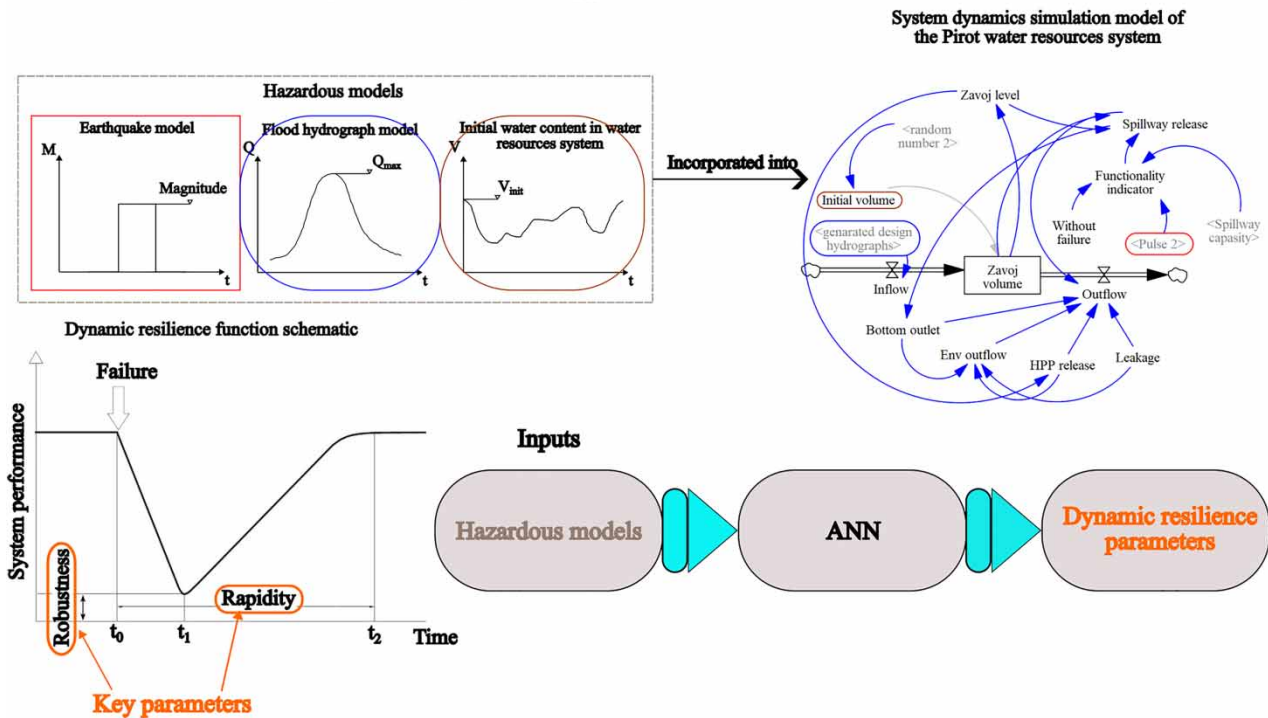 System dynamics simulation model of
the Pirot water resources system
Hazardous models
Earthquake model
M
Magnitude
t
Flood hydrograph model
Q
Qmax
t
Initial water content in water
resources system
V
Vinit
t
Incorporated into
Zavoj level
<random
number 2>
Spillway release
Functionality
indicator
Initial volume
<genarated design
hydrographs>
Without
failure
<Pulse 2>
<Spillway
capasity>
Inflow
Zavoj
volume
Outflow
Bottom outlet
Env outflow
HPP release
Leakage
Dynamic resilience function schematic
Failure
System performance
Robustness
Rapidity
t0
t1
t2
Time
Key parameters
Inputs
Hazardous models
ANN
Dynamic resilience
parameters